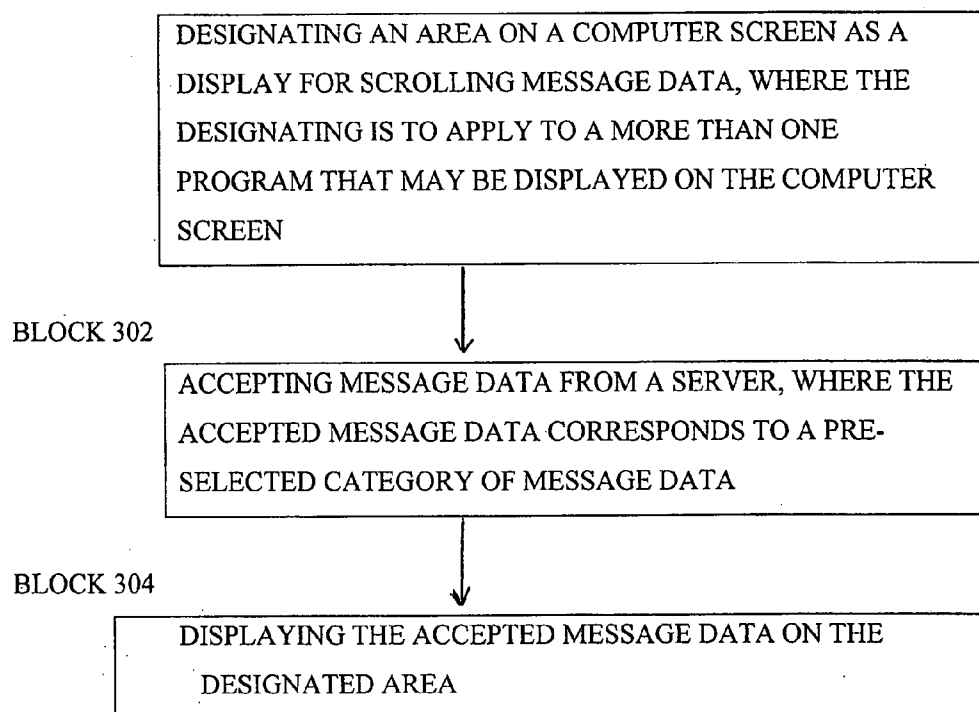 DESIGNATING AN AREA ON A COMPUTER SCREEN AS A
DISPLAY FOR SCROLLING MESSAGE DATA, WHERE THE
DESIGNATING IS TO APPLY TO A MORE THAN ONE
PROGRAM THAT MAY BE DISPLAYED ON THE COMPUTER
SCREEN
BLOCK 302
ACCEPTING MESSAGE DATA FROM A SERVER, WHERE THE
ACCEPTED MESSAGE DATA CORRESPONDS TO A PRE-
SELECTED CATEGORY OF MESSAGE DATA
BLOCK 304
DISPLAYING THE ACCEPTED MESSAGE DATA ON THE
DESIGNATED AREA